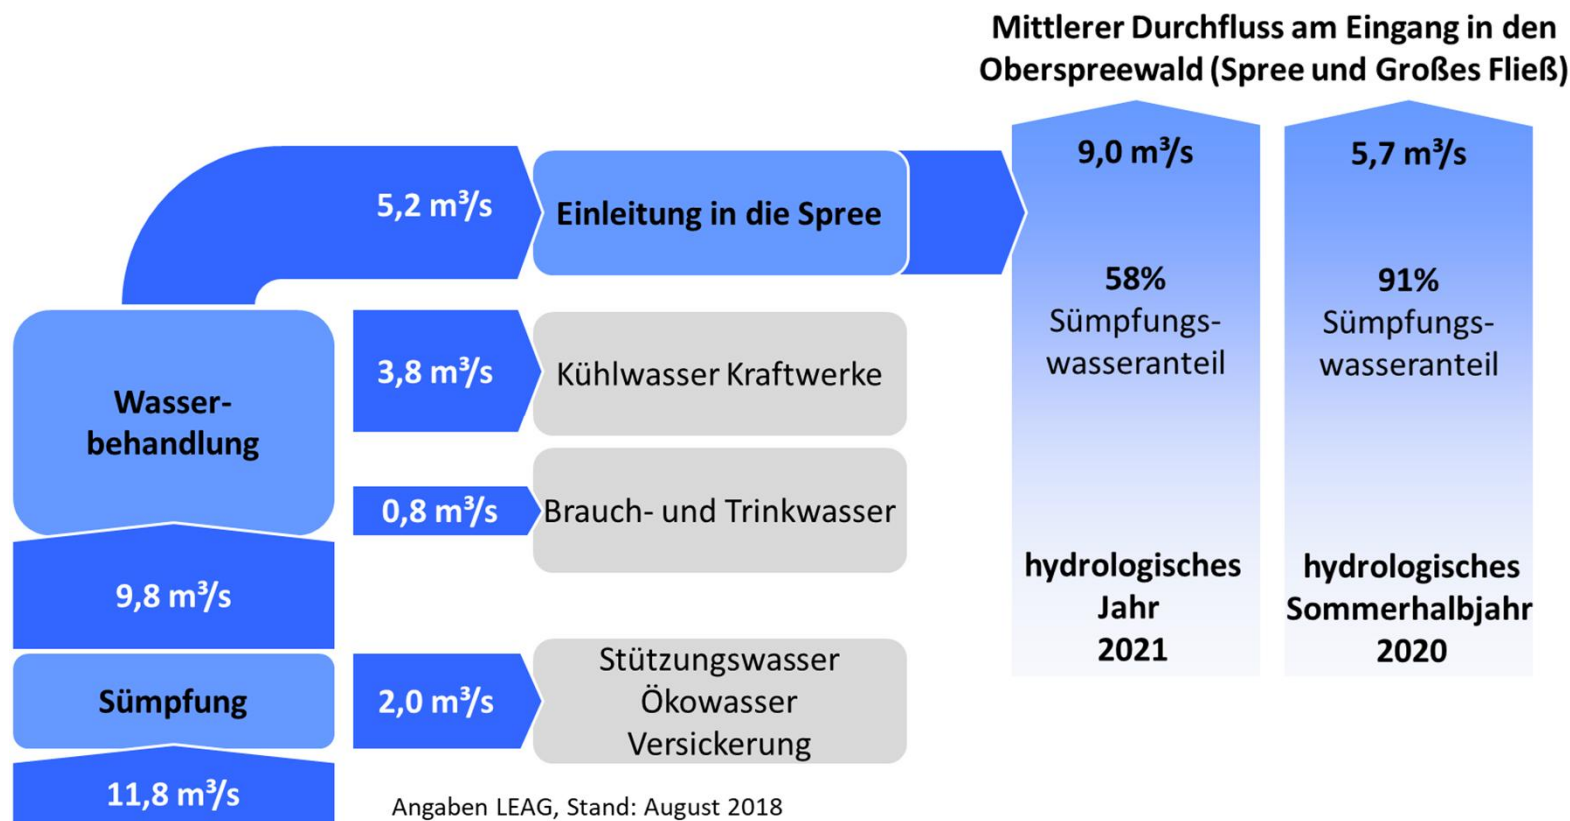 Mittlerer Durchfluss am Eingang in den
Oberspreewald (Spree und Großes Fließ)
9,0 m³/s
5,7 m³/s
5,2 m³/s
Einleitung in die Spree
58%
Sümpfungs-
wasseranteil
91%
Sümpfungs-
wasseranteil
3,8 m³/s
Kühlwasser Kraftwerke
Wasser-
behandlung
0,8 m³/s
Brauch- und Trinkwasser
hydrologisches
Jahr
2021
hydrologisches
Sommerhalbjahr
2020
9,8 m³/s
Sümpfung
2,0 m³/s
Stützungswasser
Ökowasser
Versickerung
11,8 m³/s
Angaben LEAG, Stand: August 2018